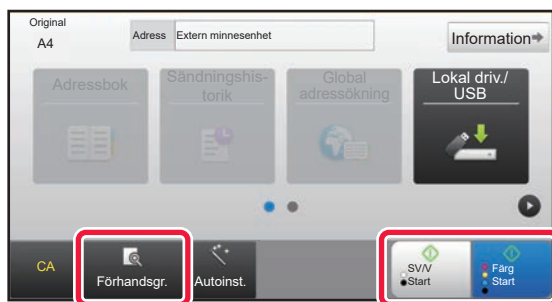 Original
A4
Adress Extern minnesenhet
Information
Adressbok
Sändningshis-
torik
Global
adressökning
Lokal driv./
USB
CA
Förhandsgr.
Autoinst.
SV/V
Start
Färg
Start